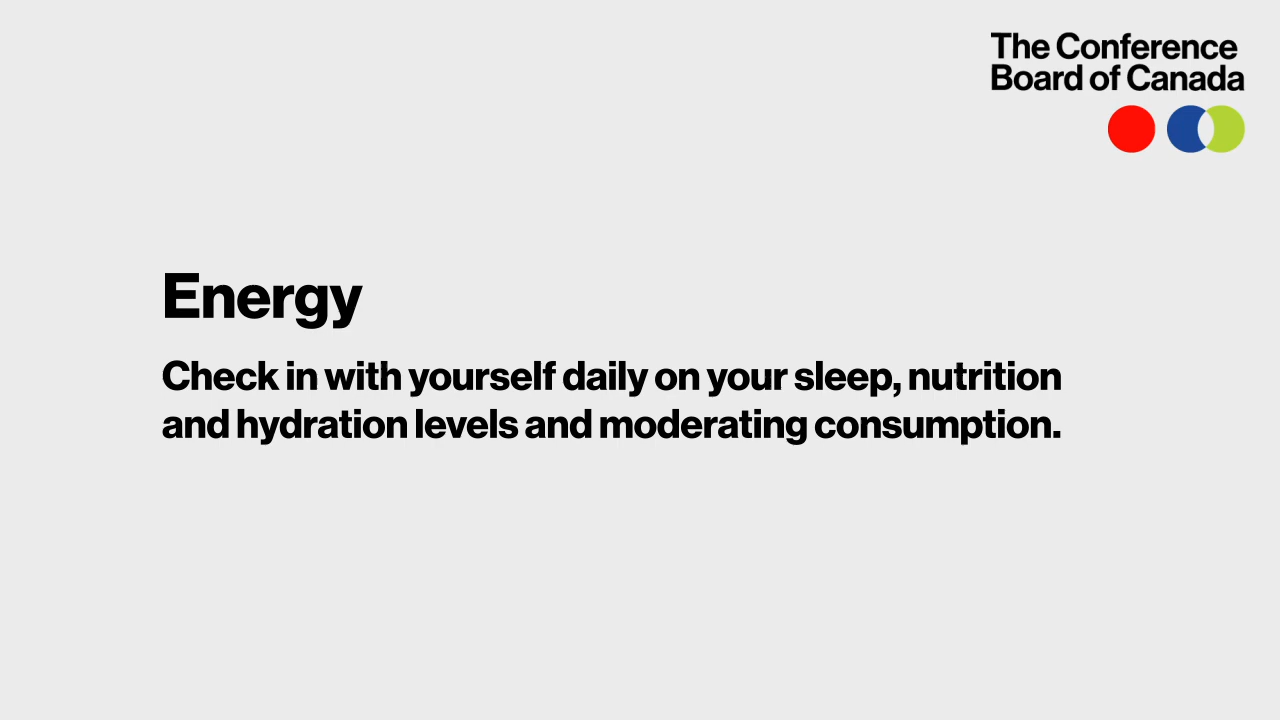 The Conference
Board of Canada
Energy
Check in with yourself daily on your sleep, nutrition
and hydration levels and moderating consumption.